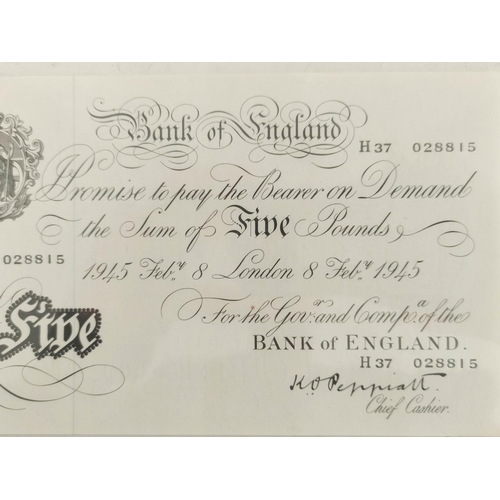 Bank of England
H37 028815
I Promise to pay the Bearer on Demand
the Sum of Five Pounds
028815
1945 Feby 8 London 8 Feby 1945
For the Govr. and Compa. of the
Five
BANK of ENGLAND.
H37 028815
K.O. Peppiatt.
Chief Cashier.